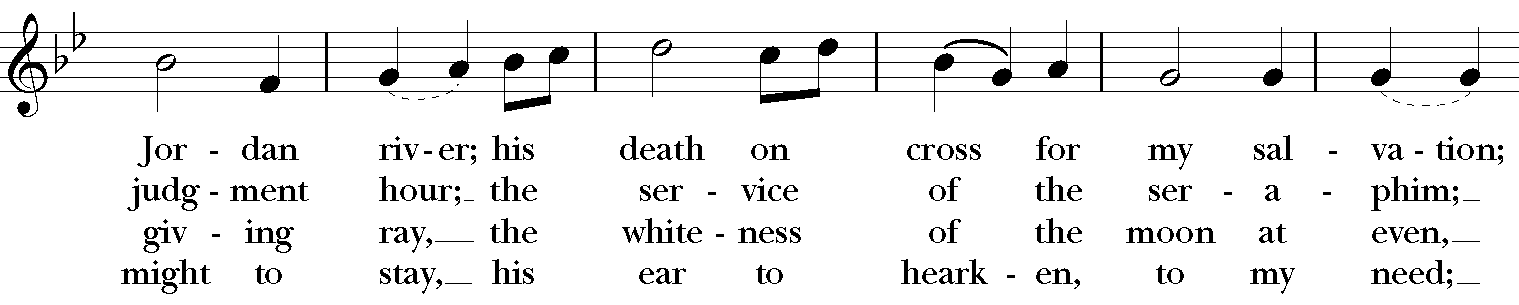 Jor - dan riv - er; his death on cross for my sal - va - tion;
judg - ment hour; the ser - vice of the ser - a - phim;
giv - ing ray, the white - ness of the moon at even,
might to stay, his ear to heark - en, to my need;